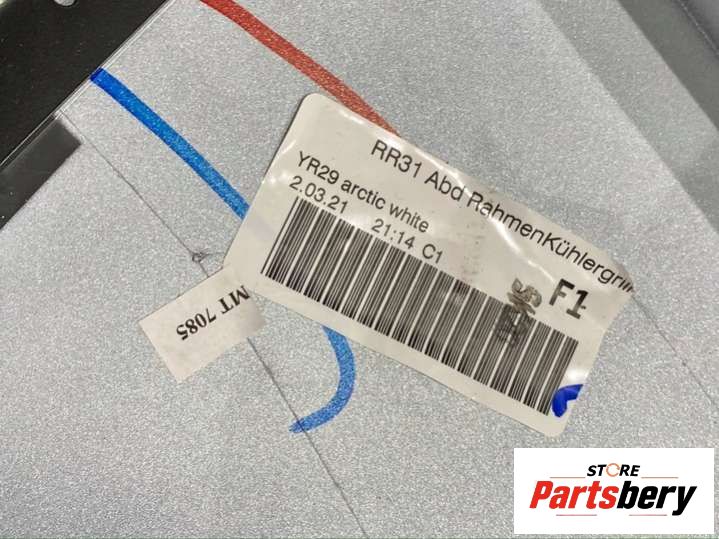 RR31 Abd RahmenKühlergrill
YR29 arctic white
2.03.21 21:14 C1
F1
MT 7085
STORE
Partsbery